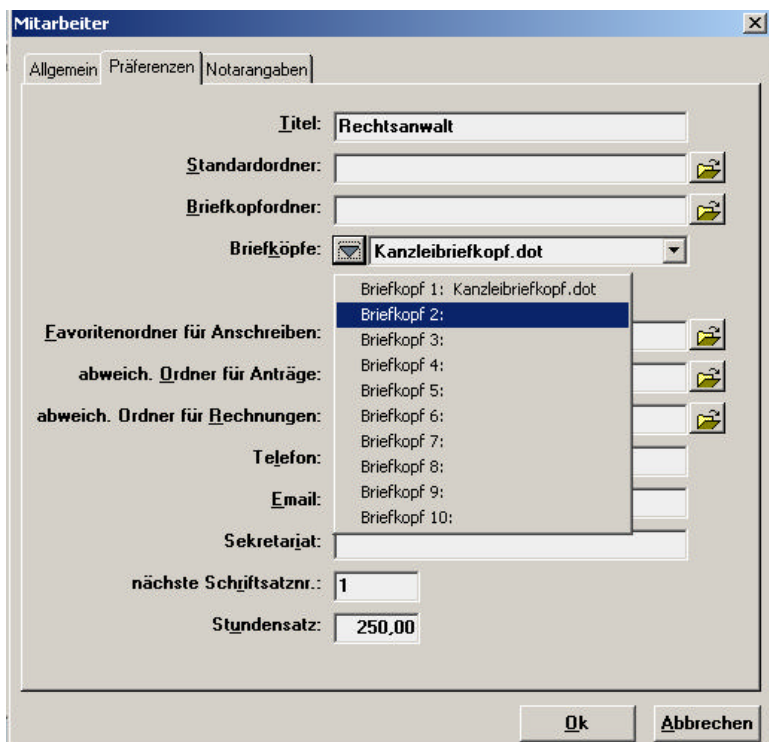 Mitarbeiter
Allgemein Präferenzen Notarangaben
Titel: Rechtsanwalt
Standardordner:
Briefkopfordner:
Briefköpfe: Kanzleibriefkopf.dot
Briefkopf 1: Kanzleibriefkopf.dot
Briefkopf 2:
Favoritenordner für Anschreiben:
Briefkopf 3:
abweich. Ordner für Anträge:
Briefkopf 4:
Briefkopf 5:
abweich. Ordner für Rechnungen:
Briefkopf 6:
Briefkopf 7:
Telefon:
Briefkopf 8:
Email:
Briefkopf 9:
Briefkopf 10:
Sekretariat:
nächste Schriftsatznr.: 1
Stundensatz: 250,00
Ok Abbrechen